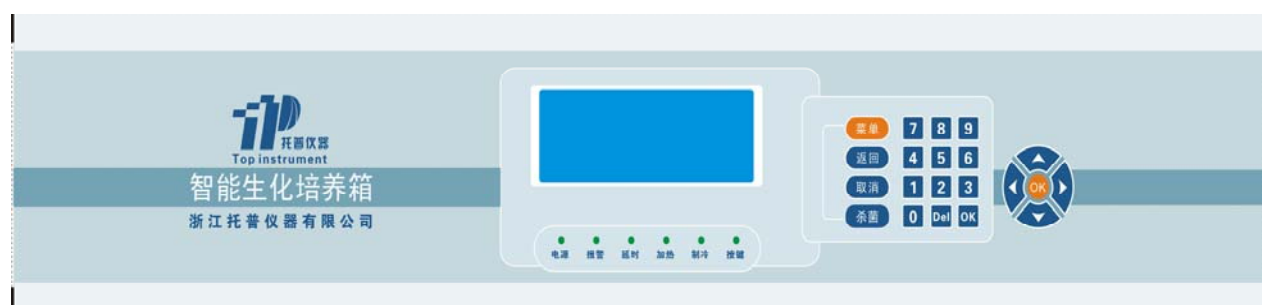 托普仪器
Top instrument
智能生化培养箱
浙江托普仪器有限公司
电源 报警 延时 加热 制冷 按键
菜单 7 8 9
返回 4 5 6
取消 1 2 3
杀菌 0 Del OK
OK